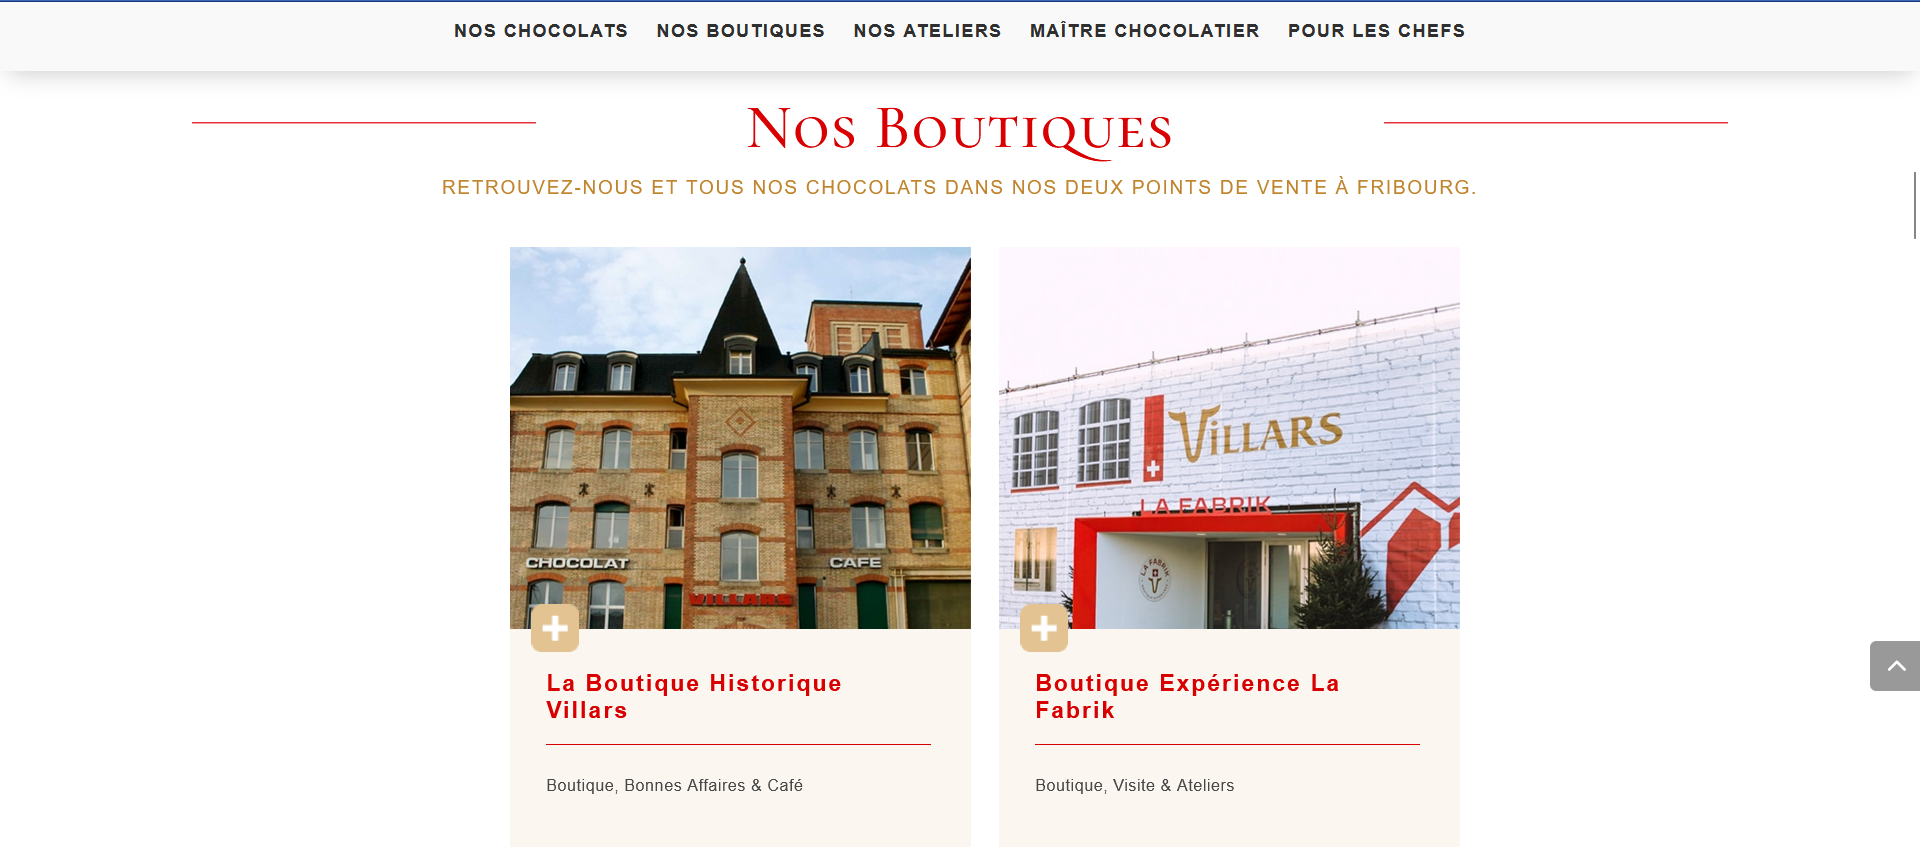 NOS CHOCOLATS NOS BOUTIQUES NOS ATELIERS MAÎTRE CHOCOLATIER POUR LES CHEFS
Nos Boutiques
RETROUVEZ-NOUS ET TOUS NOS CHOCOLATS DANS NOS DEUX POINTS DE VENTE À FRIBOURG.
CHOCOLAT CAFE
VILLARS
VILLARS
LA FABRIK
LA FABRIK
La Boutique Historique
Villars
Boutique, Bonnes Affaires & Café
Boutique Expérience La
Fabrik
Boutique, Visite & Ateliers